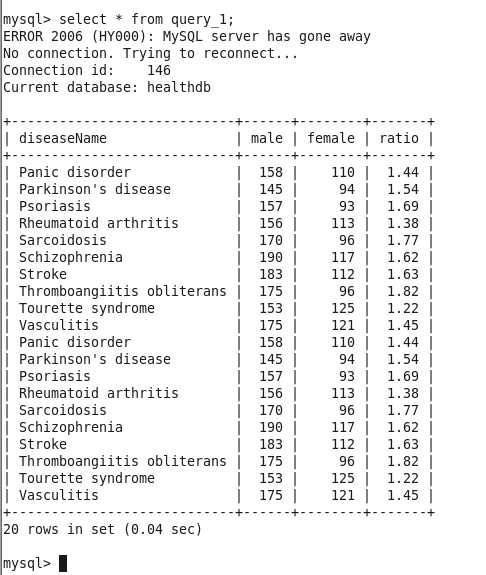 mysql> select * from query_1;
ERROR 2006 (HY000): MySQL server has gone away
No connection. Trying to reconnect...
Connection id:    146
Current database: healthdb

+----------------------------+------+--------+-------+
| diseaseName                | male | female | ratio |
+----------------------------+------+--------+-------+
| Panic disorder             |  158 |    110 |  1.44 |
| Parkinson's disease        |  145 |     94 |  1.54 |
| Psoriasis                  |  157 |     93 |  1.69 |
| Rheumatoid arthritis       |  156 |    113 |  1.38 |
| Sarcoidosis                |  170 |     96 |  1.77 |
| Schizophrenia              |  190 |    117 |  1.62 |
| Stroke                     |  183 |    112 |  1.63 |
| Thromboangiitis obliterans |  175 |     96 |  1.82 |
| Tourette syndrome          |  153 |    125 |  1.22 |
| Vasculitis                 |  175 |    121 |  1.45 |
| Panic disorder             |  158 |    110 |  1.44 |
| Parkinson's disease        |  145 |     94 |  1.54 |
| Psoriasis                  |  157 |     93 |  1.69 |
| Rheumatoid arthritis       |  156 |    113 |  1.38 |
| Sarcoidosis                |  170 |     96 |  1.77 |
| Schizophrenia              |  190 |    117 |  1.62 |
| Stroke                     |  183 |    112 |  1.63 |
| Thromboangiitis obliterans |  175 |     96 |  1.82 |
| Tourette syndrome          |  153 |    125 |  1.22 |
| Vasculitis                 |  175 |    121 |  1.45 |
+----------------------------+------+--------+-------+
20 rows in set (0.04 sec)

mysql>